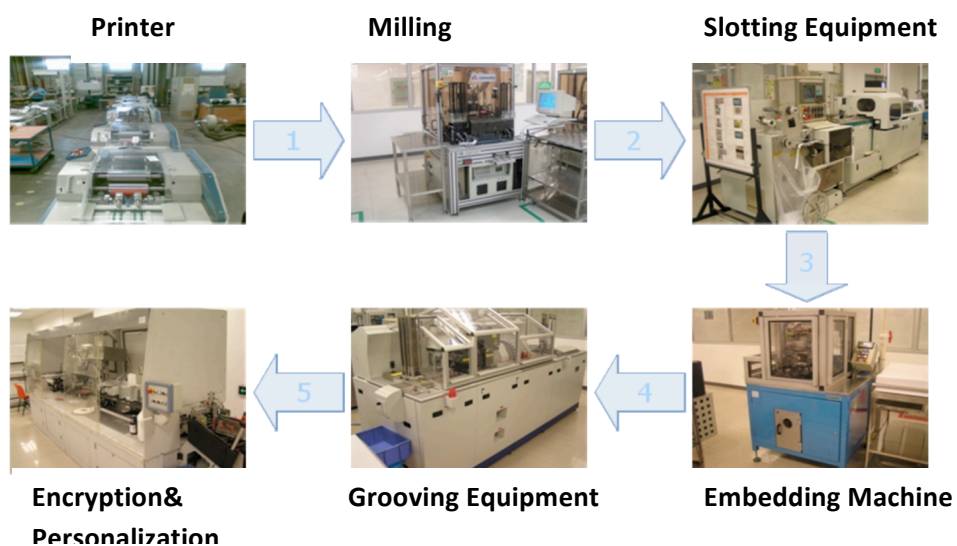 Printer
Milling
Slotting Equipment
1
2
3
5
4
Encryption&
Personalization
Grooving Equipment
Embedding Machine